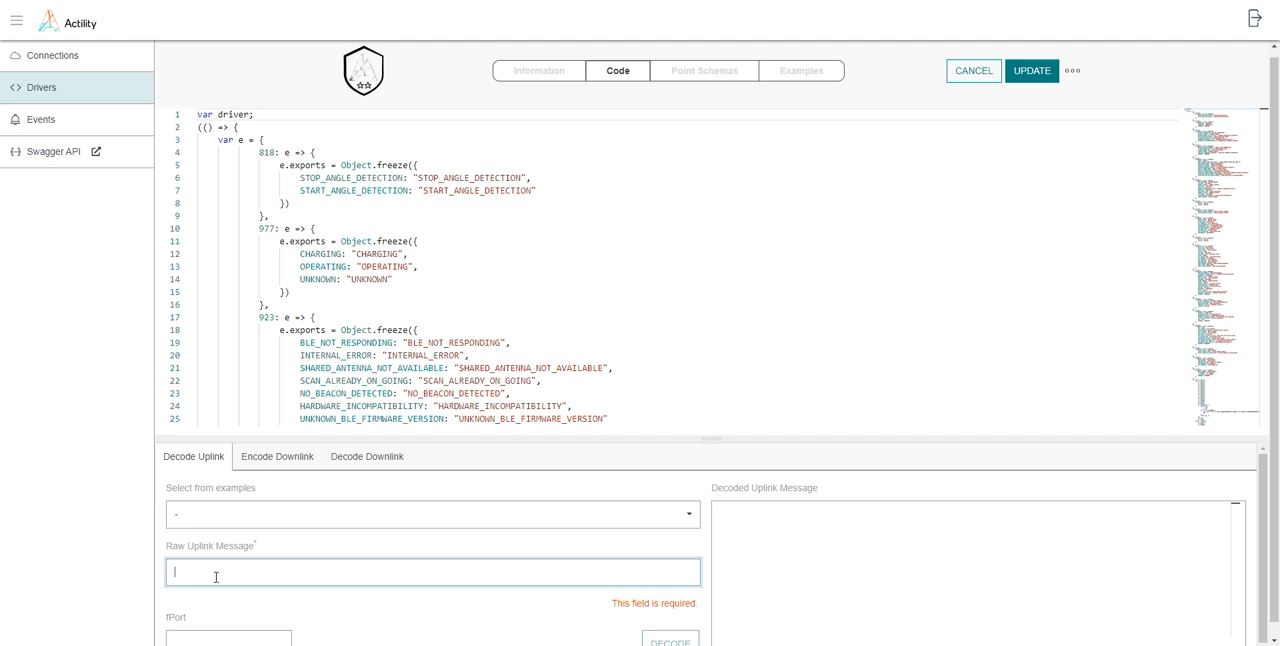 Actility
Connections
Drivers
Events
Swagger API
Information Code Point Schemas Examples
CANCEL UPDATE
1 var driver;
2 (() => {
3 var e = {
4 818: e => {
5 e.exports = Object.freeze({
6 STOP_ANGLE_DETECTION: "STOP_ANGLE_DETECTION",
7 START_ANGLE_DETECTION: "START_ANGLE_DETECTION"
8 })
9 },
10 977: e => {
11 e.exports = Object.freeze({
12 CHARGING: "CHARGING",
13 OPERATING: "OPERATING",
14 UNKNOWN: "UNKNOWN"
15 })
16 },
17 923: e => {
18 e.exports = Object.freeze({
19 BLE_NOT_RESPONDING: "BLE_NOT_RESPONDING",
20 INTERNAL_ERROR: "INTERNAL_ERROR",
21 SHARED_ANTENNA_NOT_AVAILABLE: "SHARED_ANTENNA_NOT_AVAILABLE",
22 SCAN_ALREADY_ON_GOING: "SCAN_ALREADY_ON_GOING",
23 NO_BEACON_DETECTED: "NO_BEACON_DETECTED",
24 HARDWARE_INCOMPATIBILITY: "HARDWARE_INCOMPATIBILITY",
25 UNKNOWN_BLE_FIRMWARE_VERSION: "UNKNOWN_BLE_FIRMWARE_VERSION"
Decode Uplink Encode Downlink Decode Downlink
Select from examples
-
Raw Uplink Message*
This field is required.
fPort
DECODE
Decoded Uplink Message